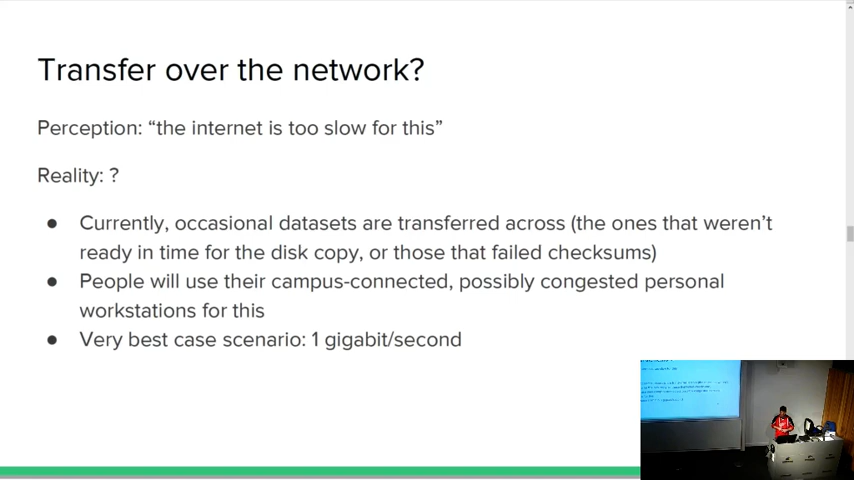 Transfer over the network?
Perception: “the internet is too slow for this”
Reality: ?
● Currently, occasional datasets are transferred across (the ones that weren’t
ready in time for the disk copy, or those that failed checksums)
● People will use their campus-connected, possibly congested personal
workstations for this
● Very best case scenario: 1 gigabit/second